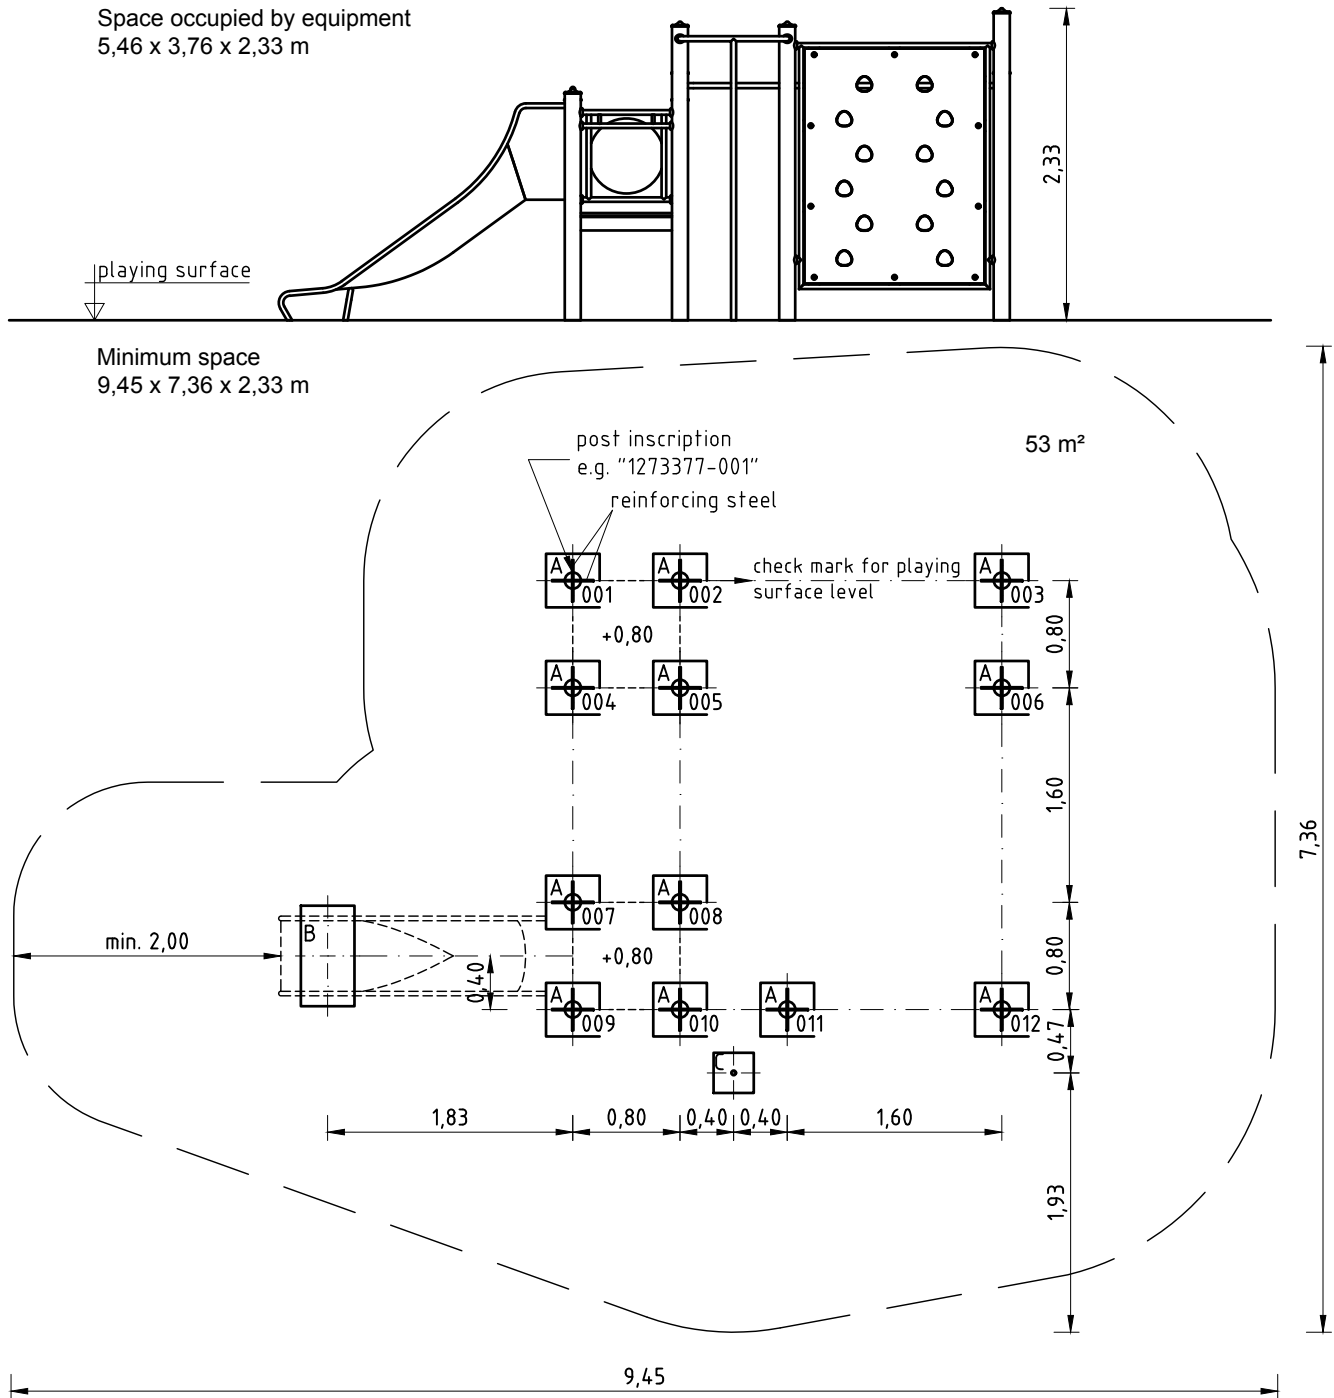 Space occupied by equipment
5,46 x 3,76 x 2,33 m
2,33
playing surface
Minimum space
9,45 x 7,36 x 2,33 m
53 m²
post inscription
e.g. "1273377-001"
reinforcing steel
check mark for playing
surface level
A 001
A 002
A 003
+0,80
0,80
A 004
A 005
A 006
1,60
7,36
A 007
A 008
B
min. 2,00
0,40
+0,80
0,80
A 009
A 010
A 011
A 012
0,47
C
1,83
0,80
0,40
0,40
1,60
1,93
9,45